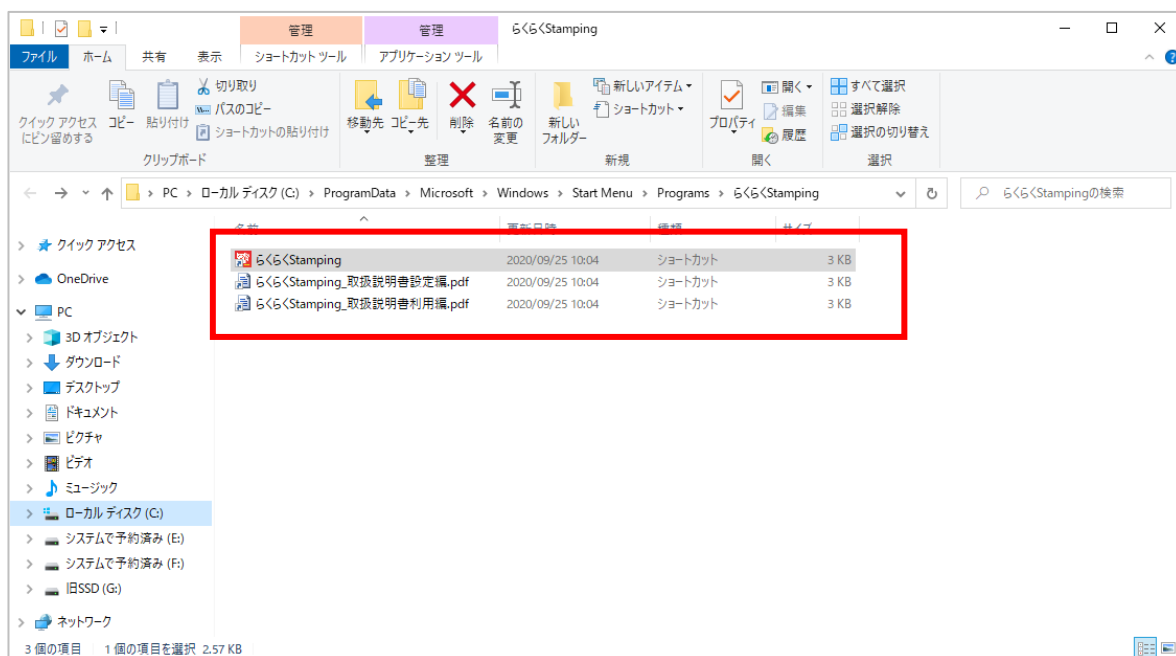 管理 管理 らくらくStamping
ファイル ホーム 共有 表示 ショートカット ツール アプリケーション ツール
クイック アクセスにピン留めする
コピー
貼り付け
切り取り
パスのコピー
ショートカットの貼り付け
クリップボード
移動先
コピー先
削除
名前の変更
整理
新しいフォルダー
新しいアイテム
ショートカット
新規
プロパティ
開く
編集
履歴
開く
すべて選択
選択解除
選択の切り替え
選択
PC › ローカル ディスク (C:) › ProgramData › Microsoft › Windows › Start Menu › Programs › らくらくStamping
らくらくStampingの検索
名前 更新日時 種類 サイズ
らくらくStamping 2020/09/25 10:04 ショートカット 3 KB
らくらくStamping_取扱説明書設定編.pdf 2020/09/25 10:04 ショートカット 3 KB
らくらくStamping_取扱説明書利用編.pdf 2020/09/25 10:04 ショートカット 3 KB
クイック アクセス
OneDrive
PC
3D オブジェクト
ダウンロード
デスクトップ
ドキュメント
ピクチャ
ビデオ
ミュージック
ローカル ディスク (C:)
システムで予約済み (E:)
システムで予約済み (F:)
旧SSD (G:)
ネットワーク
3 個の項目 1 個の項目を選択 2.57 KB